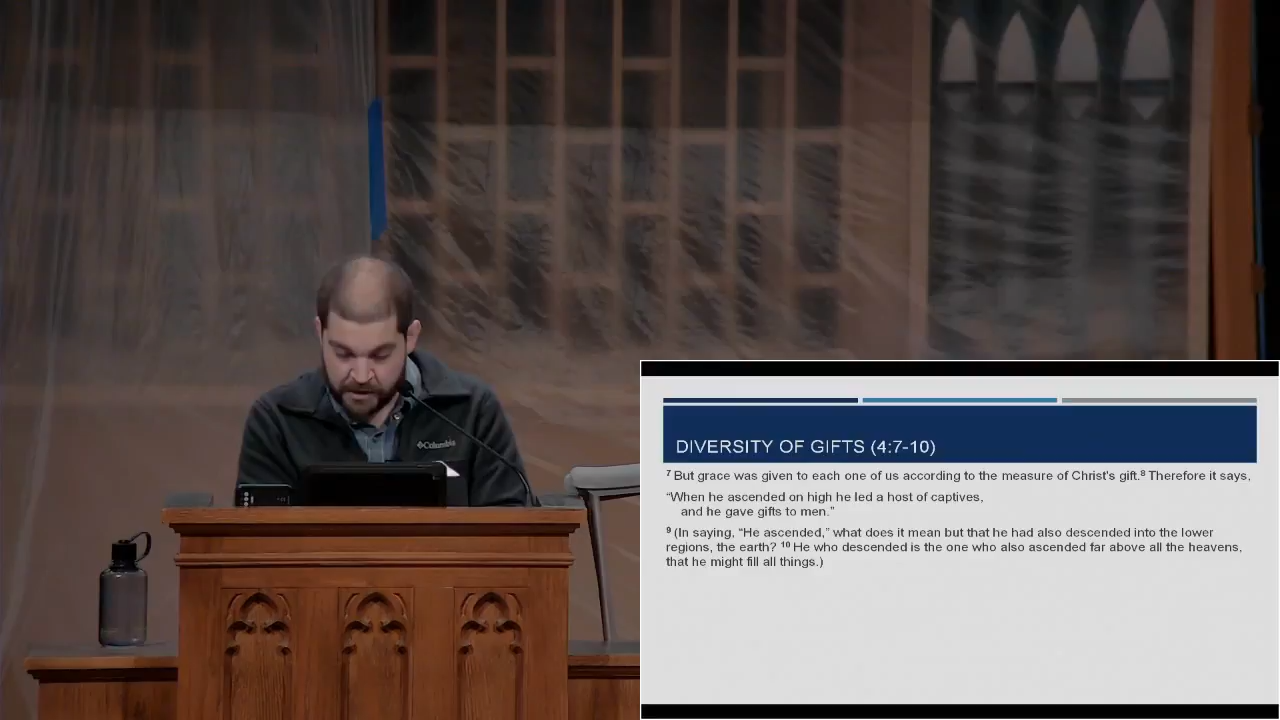 Columbia
DIVERSITY OF GIFTS (4:7-10)
⁷ But grace was given to each one of us according to the measure of Christ's gift.⁸ Therefore it says,
“When he ascended on high he led a host of captives,
and he gave gifts to men.”
⁹ (In saying, “He ascended,” what does it mean but that he had also descended into the lower
regions, the earth? ¹⁰ He who descended is the one who also ascended far above all the heavens,
that he might fill all things.)